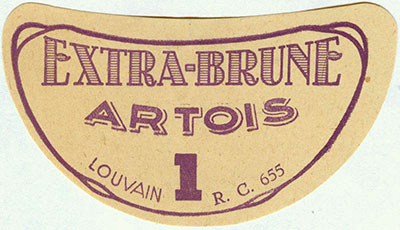 EXTRA-BRUNE
ARTOIS
LOUVAIN 1 R. C. 655